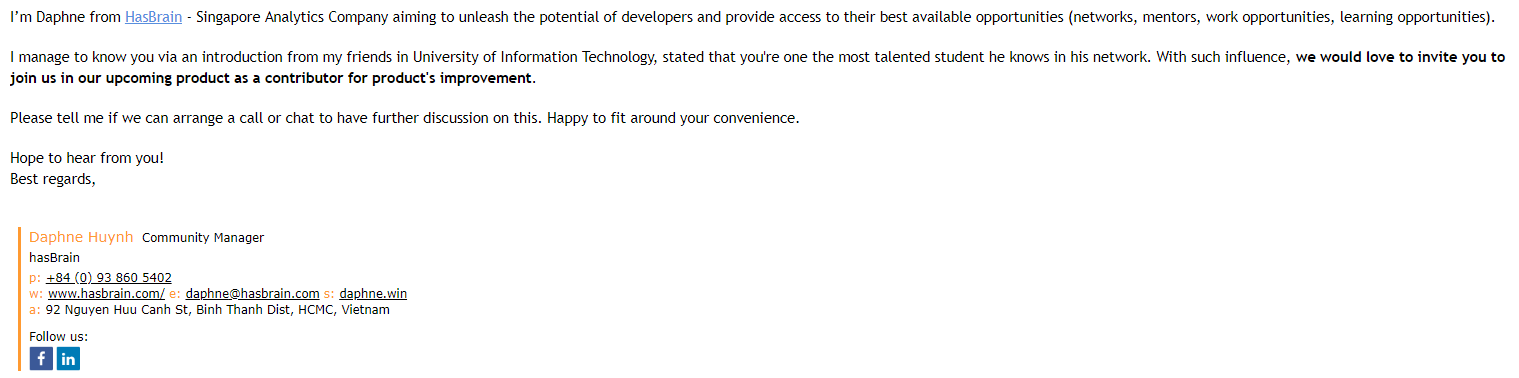 I'm Daphne from HasBrain - Singapore Analytics Company aiming to unleash the potential of developers and provide access to their best available opportunities (networks, mentors, work opportunities, learning opportunities).
I manage to know you via an introduction from my friends in University of Information Technology, stated that you're one the most talented student he knows in his network. With such influence, we would love to invite you to
join us in our upcoming product as a contributor for product's improvement.
Please tell me if we can arrange a call or chat to have further discussion on this. Happy to fit around your convenience.
Hope to hear from you!
Best regards,
Daphne Huynh Community Manager
hasBrain
p: +84 (0) 93 860 5402
w: www.hasbrain.com/ e: daphne@hasbrain.com s: daphne.win
a: 92 Nguyen Huu Canh St, Binh Thanh Dist, HCMC, Vietnam
Follow us:
f in